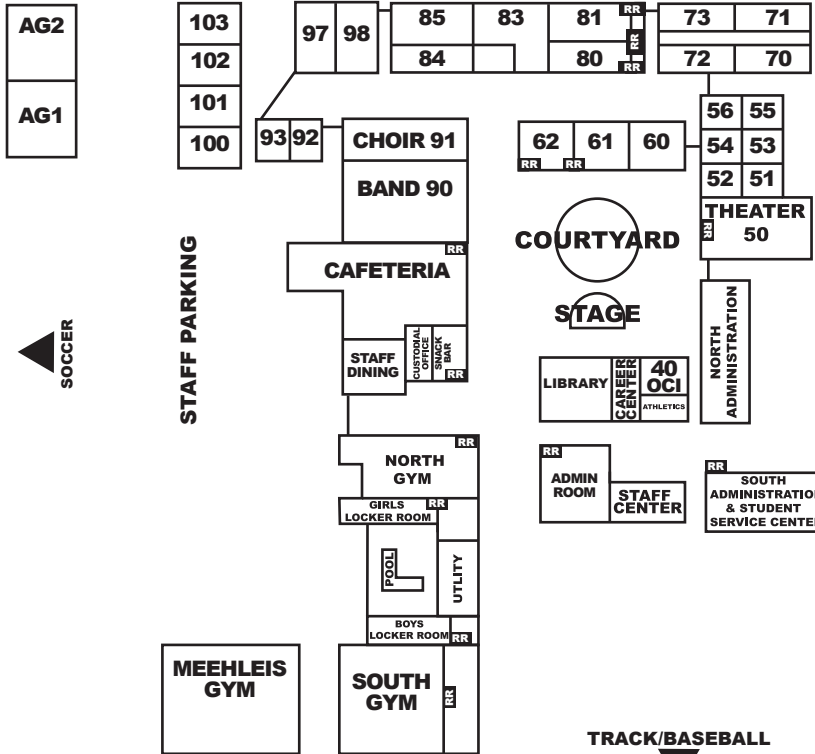 AG2
AG1
103
102
101
100
97
98
85
83
81
RR
84
80
RR
RR
73
71
72
70
93
92
CHOIR 91
BAND 90
62
61
60
RR
RR
56
55
54
53
52
51
THEATER
50
RR
COURTYARD
STAGE
RR
CAFETERIA
STAFF
DINING
CUSTODIAL
OFFICE
SNACK
BAR
RR
STAFF PARKING
SOCCER
NORTH
ADMINISTRATION
LIBRARY
CAREER
CENTER
40
OCI
ATHLETICS
RR
NORTH
GYM
GIRLS
LOCKER ROOM
RR
POOL
UTLITY
BOYS
LOCKER ROOM
RR
RR
ADMIN
ROOM
STAFF
CENTER
RR
SOUTH
ADMINISTRATION
& STUDENT
SERVICE CENTER
MEEHLEIS
GYM
SOUTH
GYM
RR
TRACK/BASEBALL